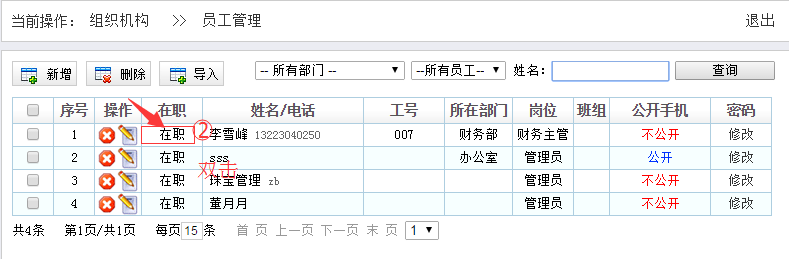 当前操作： 组织机构 >> 员工管理 退出
新增 删除 导入 -- 所有部门 -- --所有员工-- 姓名： 查询
序号 操作 在职 姓名/电话 工号 所在部门 岗位 班组 公开手机 密码
1 在职 ② 李雪峰 13223040250 007 财务部 财务主管 不公开 修改
2 在职 sss 办公室 管理员 公开 修改
双击
3 在职 珠宝管理 zb 管理员 不公开 修改
4 在职 董月月 管理员 不公开 修改
共4条 第1页/共1页 每页15条 首 页 上一页 下一页 末 页 1